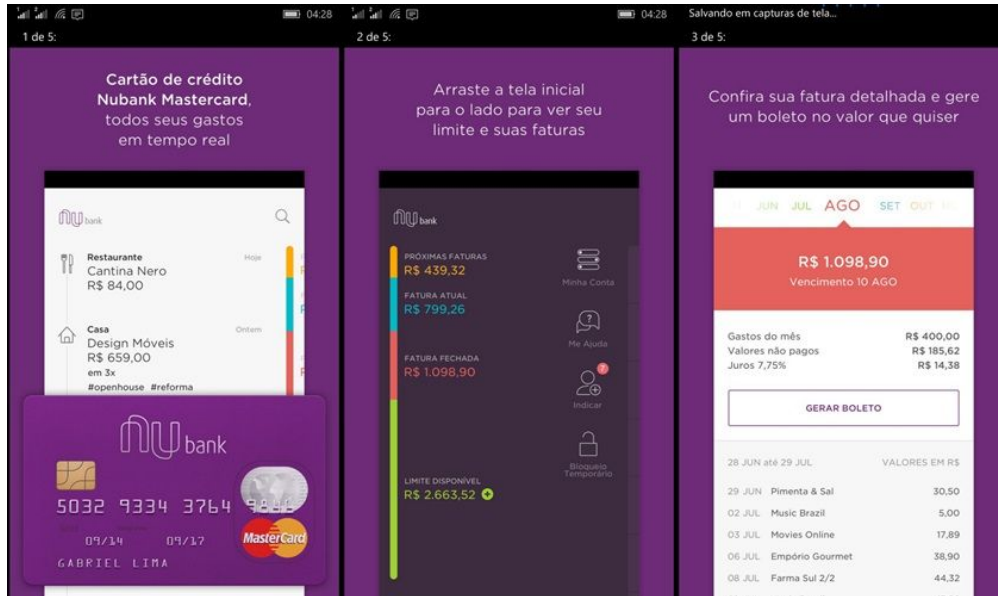 04:28
1 de 5:
Cartão de crédito
Nubank Mastercard,
todos seus gastos
em tempo real
nu bank
Restaurante Hoje
Cantina Nero
R$ 84,00
Casa Ontem
Design Móveis
R$ 659,00
em 3x
#openhouse #reforma
nu bank
5032 9334 3764
09/14 09/17
MasterCard
GABRIEL LIMA
04:28
2 de 5:
Arraste a tela inicial
para o lado para ver seu
limite e suas faturas
nu bank
PRÓXIMAS FATURAS
R$ 439,32
Minha Conta
FATURA ATUAL
R$ 799,26
?
Me Ajuda
FATURA FECHADA
R$ 1.098,90
7
Indicar
Bloqueio
Temporário
LIMITE DISPONÍVEL
R$ 2.663,52
Salvando em capturas de tela...
3 de 5:
Confira sua fatura detalhada e gere
um boleto no valor que quiser
JUN JUL AGO SET OUT
R$ 1.098,90
Vencimento 10 AGO
Gastos do mês R$ 400,00
Valores não pagos R$ 185,62
Juros 7,75% R$ 14,38
GERAR BOLETO
28 JUN até 29 JUL VALORES EM R$
29 JUN Pimenta & Sal 30,50
02 JUL Music Brazil 5,00
03 JUL Movies Online 17,89
06 JUL Empório Gourmet 38,90
08 JUL Farma Sul 2/2 44,32